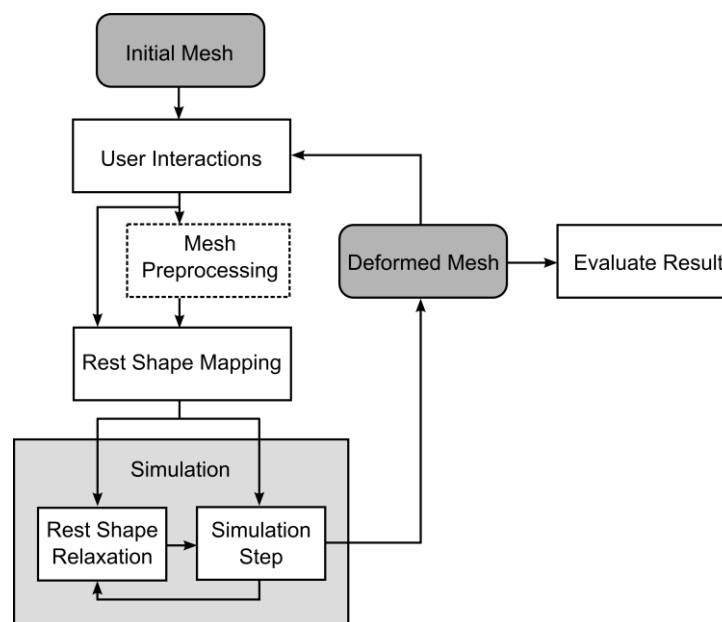 Initial Mesh
User Interactions
Mesh
Preprocessing
Deformed Mesh
Evaluate Result
Rest Shape Mapping
Simulation
Rest Shape
Relaxation
Simulation
Step